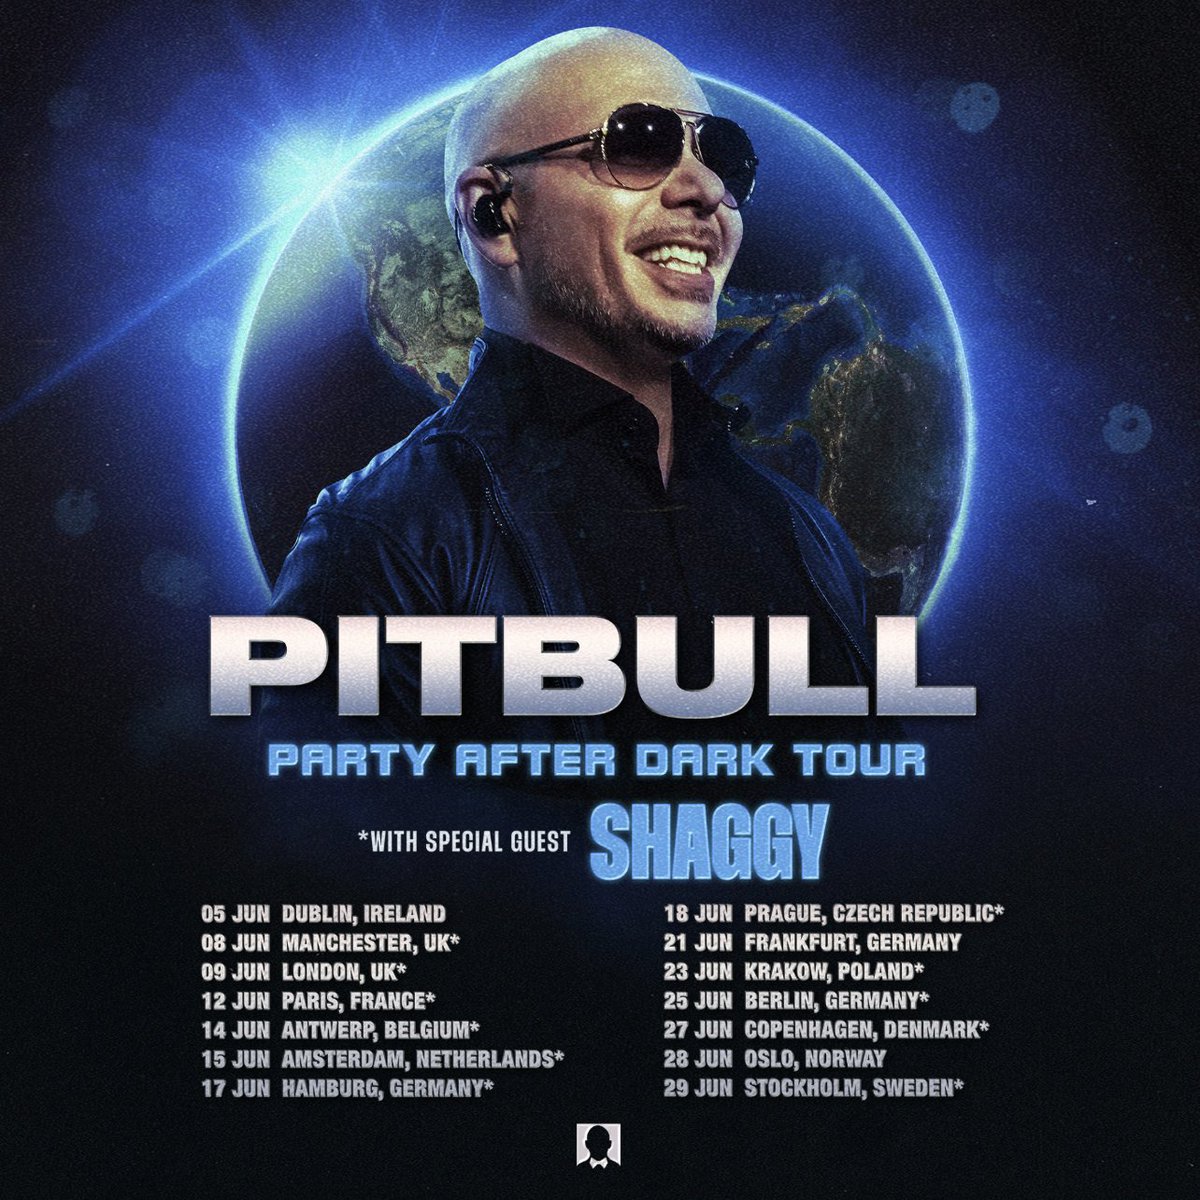 PITBULL
PARTY AFTER DARK TOUR
*WITH SPECIAL GUEST SHAGGY
05 JUN DUBLIN, IRELAND
08 JUN MANCHESTER, UK*
09 JUN LONDON, UK*
12 JUN PARIS, FRANCE*
14 JUN ANTWERP, BELGIUM*
15 JUN AMSTERDAM, NETHERLANDS*
17 JUN HAMBURG, GERMANY*
18 JUN PRAGUE, CZECH REPUBLIC*
21 JUN FRANKFURT, GERMANY
23 JUN KRAKOW, POLAND*
25 JUN BERLIN, GERMANY*
27 JUN COPENHAGEN, DENMARK*
28 JUN OSLO, NORWAY
29 JUN STOCKHOLM, SWEDEN*